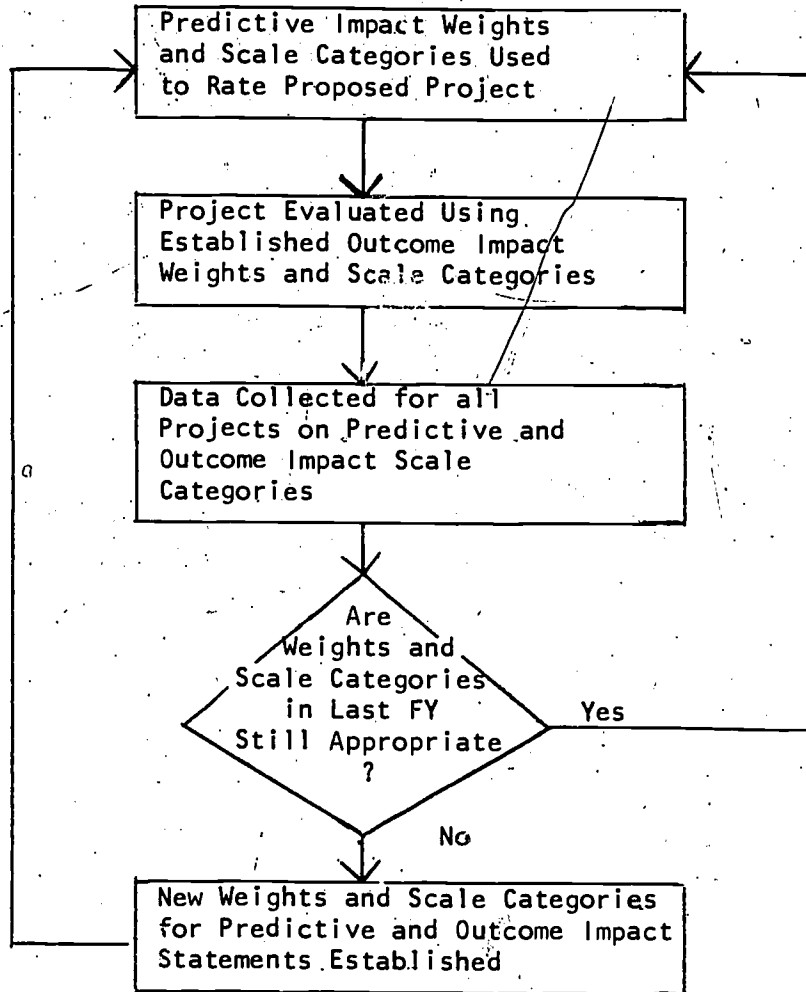 Predictive Impact Weights
and Scale Categories Used
to Rate Proposed Project
Project Evaluated Using
Established Outcome Impact
Weights and Scale Categories
Data Collected for all
Projects on Predictive and
Outcome Impact Scale
Categories
Are
Weights and
Scale Categories
in Last FY
Still Appropriate
?
Yes
No
New Weights and Scale Categories
for Predictive and Outcome Impact
Statements Established